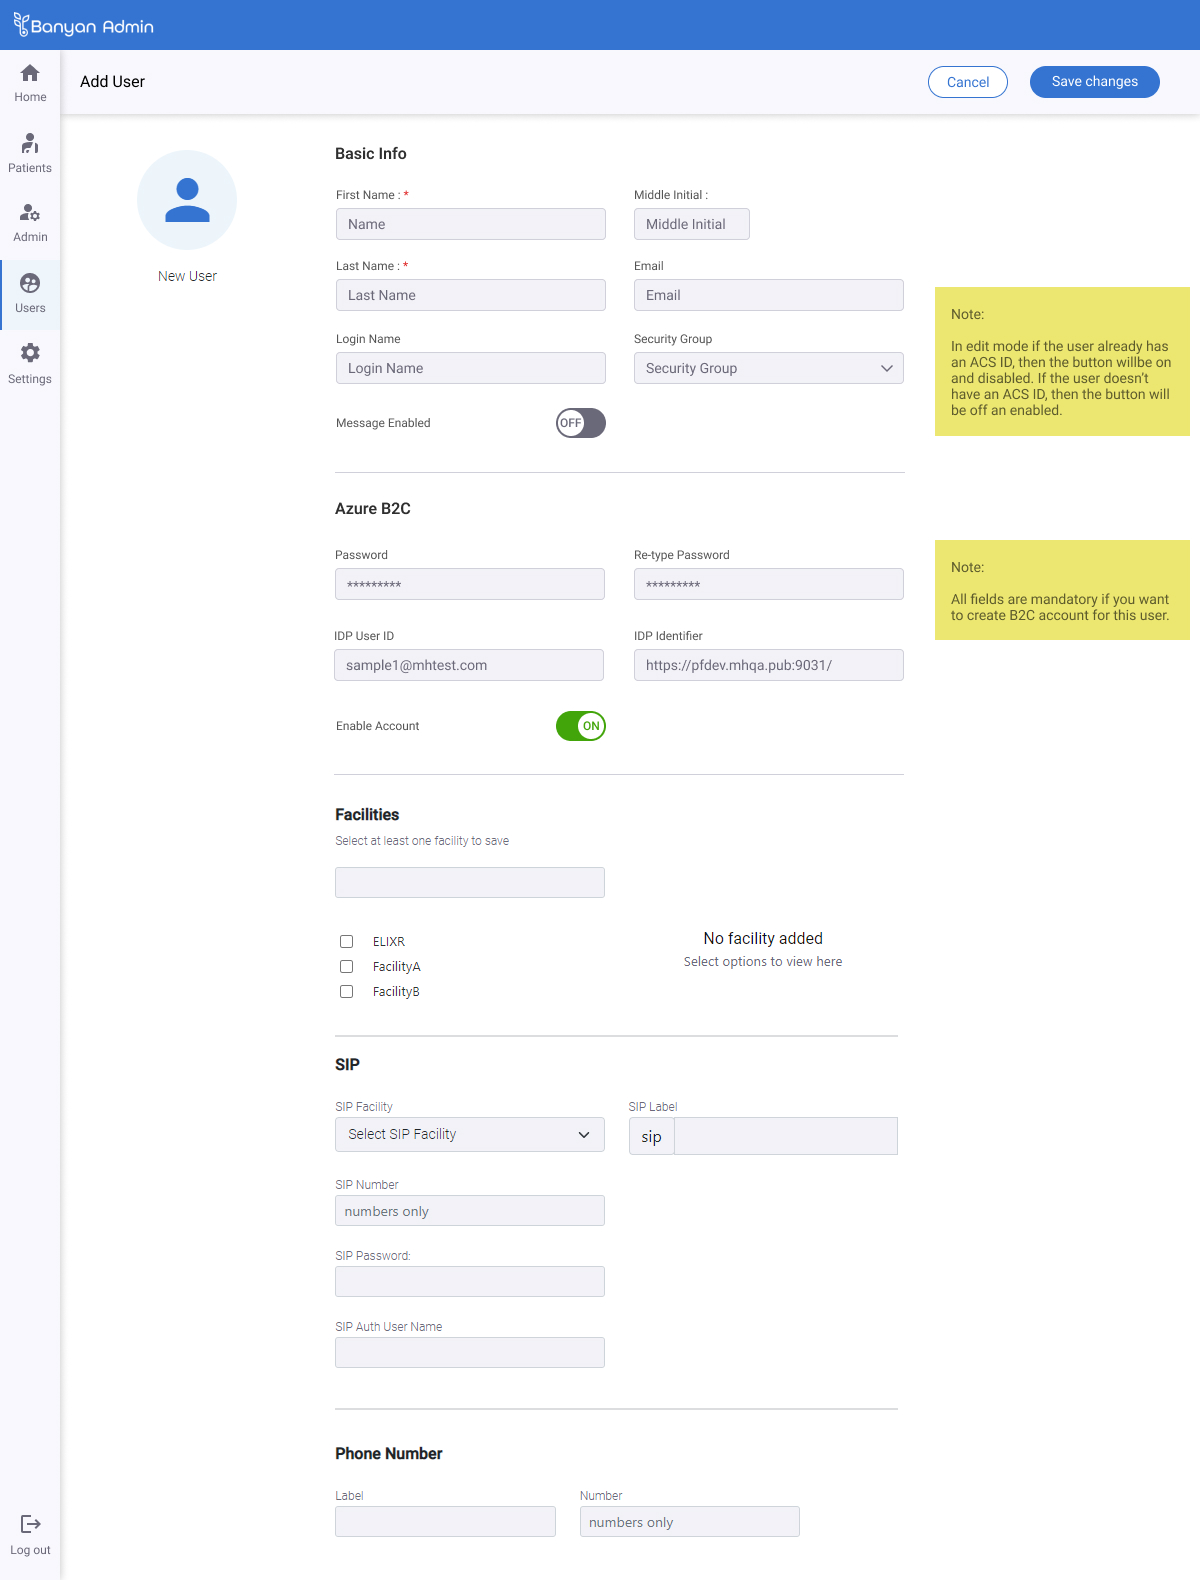 Banyan Admin
Home
Patients
Admin
Users
Settings
Log out
Add User
Cancel
Save changes
New User
Basic Info
First Name : *
Middle Initial :
Name
Middle Initial
Last Name : *
Email
Last Name
Email
Login Name
Security Group
Login Name
Security Group
Message Enabled
OFF
Note:
In edit mode if the user already has
an ACS ID, then the button willbe on
and disabled. If the user doesn't
have an ACS ID, then the button will
be off an enabled.
Azure B2C
Password
Re-type Password
*********
*********
IDP User ID
IDP Identifier
sample1@mhtest.com
https://pfdev.mhqa.pub:9031/
Enable Account
ON
Note:
All fields are mandatory if you want
to create B2C account for this user.
Facilities
Select at least one facility to save
ELIXR
FacilityA
FacilityB
No facility added
Select options to view here
SIP
SIP Facility
SIP Label
Select SIP Facility
sip
SIP Number
numbers only
SIP Password:
SIP Auth User Name
Phone Number
Label
Number
numbers only